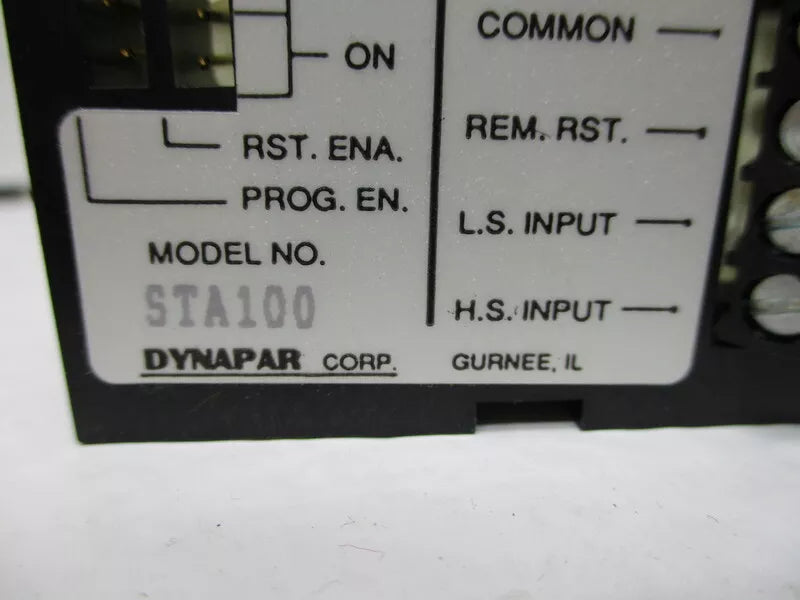 ON
RST. ENA.
PROG. EN.
MODEL NO.
STA100
DYNAPAR CORP.
COMMON
REM. RST.
L.S. INPUT
H.S. INPUT
GURNEE, IL